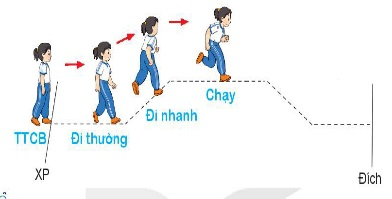 Chạy
Đi nhanh
TTCB Đi thường
XP
Đích